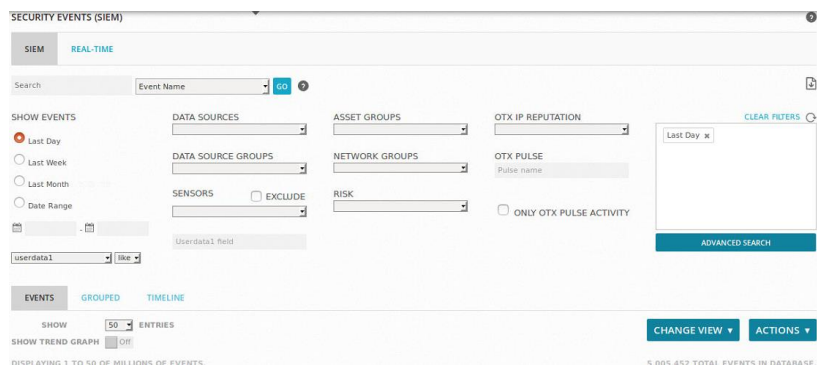 SECURITY EVENTS (SIEM)
SIEM
REAL-TIME
Search
Event Name
GO
?
SHOW EVENTS
Last Day
Last Week
Last Month
Date Range
-
userdata1
like
DATA SOURCES
DATA SOURCE GROUPS
SENSORS
EXCLUDE
Userdata1 field
ASSET GROUPS
NETWORK GROUPS
RISK
OTX IP REPUTATION
OTX PULSE
Pulse name
ONLY OTX PULSE ACTIVITY
CLEAR FILTERS
Last Day x
ADVANCED SEARCH
EVENTS
GROUPED
TIMELINE
SHOW 50 ENTRIES
SHOW TREND GRAPH Off
CHANGE VIEW
ACTIONS
DISPLAYING 1 TO 50 OF MILLIONS OF EVENTS.
5,005,452 TOTAL EVENTS IN DATABASE.